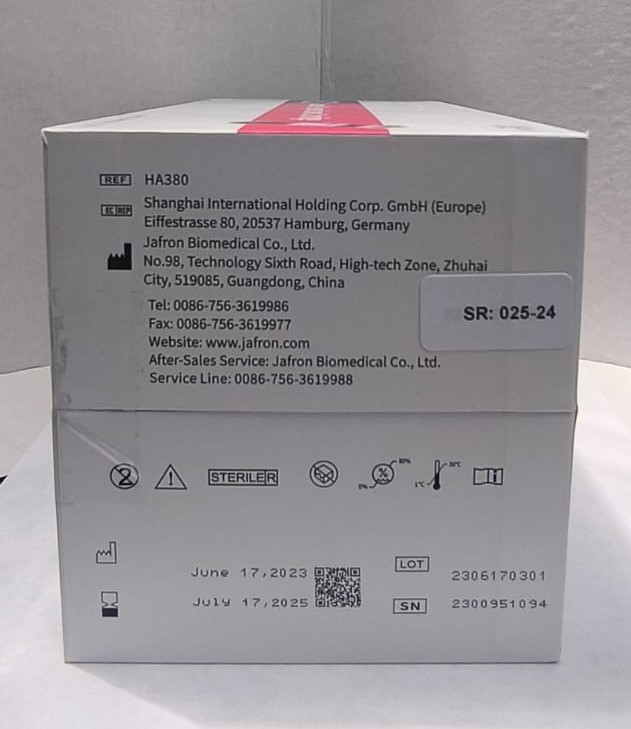 REF HA380
EC REP Shanghai International Holding Corp. GmbH (Europe)
Eiffestrasse 80, 20537 Hamburg, Germany
Jafron Biomedical Co., Ltd.
No.98, Technology Sixth Road, High-tech Zone, Zhuhai
City, 519085, Guangdong, China
SR: 025-24
Tel: 0086-756-3619986
Fax: 0086-756-3619977
Website: www.jafron.com
After-Sales Service: Jafron Biomedical Co., Ltd.
Service Line: 0086-756-3619988
2 STERILE R 0% % 80% 1°C 30°C i
June 17,2023 LOT 2306170301
July 17,2025 SN 2300951094